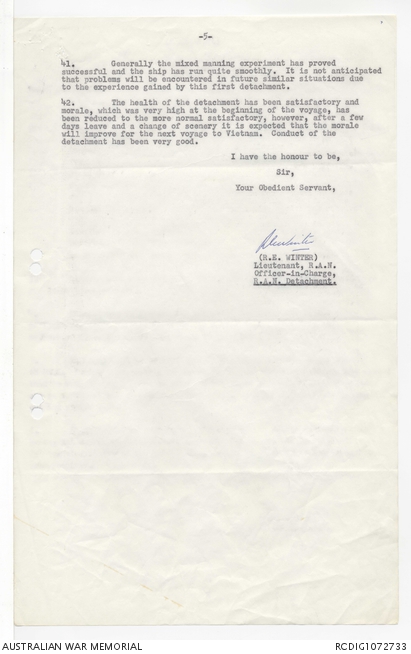 -5-
41. Generally the mixed manning experiment has proved
successful and the ship has run quite smoothly. It is not anticipated
that problems will be encountered in future similar situations due
to the experience gained by this first detachment.
42. The health of the detachment has been satisfactory and
morale, which was very high at the beginning of the voyage, has
been reduced to the more normal satisfactory, however, after a few
days leave and a change of scenery it is expected that the morale
will improve for the next voyage to Vietnam. Conduct of the
detachment has been very good.
I have the honour to be,
Sir,
Your Obedient Servant,
(R.E. WINTER)
Lieutenant, R.A.N.
Officer-in-Charge,
R.A.N. Detachment.
AUSTRALIAN WAR MEMORIAL
RCDIG1072733